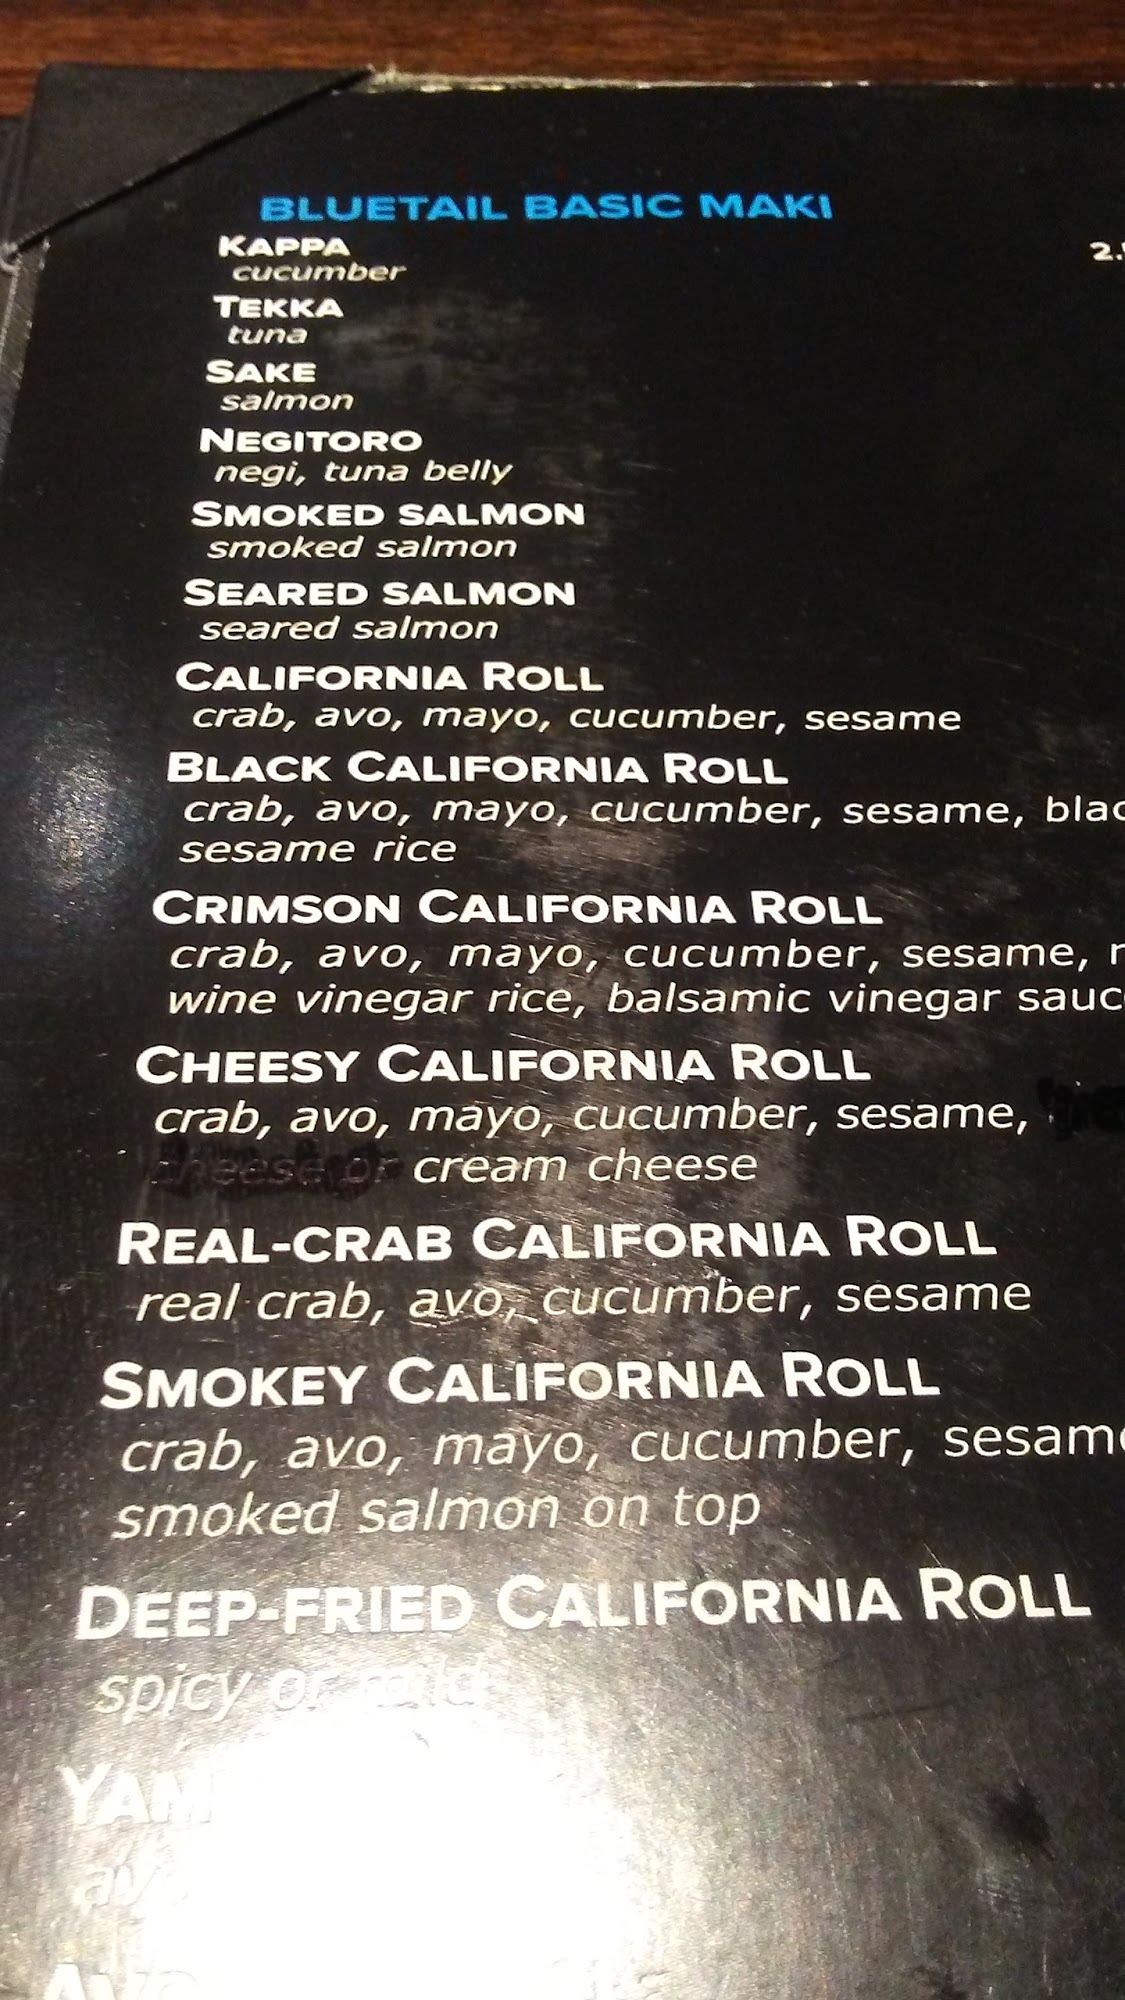 BLUETAIL BASIC MAKI
KAPPA
cucumber
TEKKA
tuna
SAKE
salmon
NEGITORO
negi, tuna belly
SMOKED SALMON
smoked salmon
SEARED SALMON
seared salmon
CALIFORNIA ROLL
crab, avo, mayo, cucumber, sesame
BLACK CALIFORNIA ROLL
crab, avo, mayo, cucumber, sesame,
sesame rice
CRIMSON CALIFORNIA ROLL
crab, avo, mayo, cucumber, sesame,
wine vinegar rice, balsamic vinegar
CHEESY CALIFORNIA ROLL
crab, avo, mayo, cucumber, sesame,
cheese or cream cheese
REAL-CRAB CALIFORNIA ROLL
real crab, avo, cucumber, sesame
SMOKEY CALIFORNIA ROLL
crab, avo, mayo, cucumber,
smoked salmon on top
DEEP-FRIED CALIFORNIA ROLL
spicy or mild